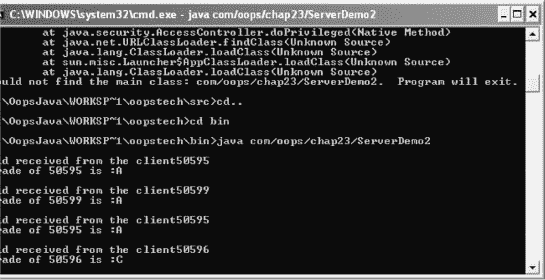 C:\WINDOWS\system32\cmd.exe - java com/oops/chap23/ServerDemo2
at java.security.AccessController.doPrivileged(Native Method)
at java.net.URLClassLoader.findClass(Unknown Source)
at java.lang.ClassLoader.loadClass(Unknown Source)
at sun.misc.Launcher$AppClassLoader.loadClass(Unknown Source)
at java.lang.ClassLoader.loadClass(Unknown Source)
ould not find the main class: com/oops/chap23/ServerDemo2.  Program will exit.
\OopsJava\WORKSP~1\oopstech\src>cd..
\OopsJava\WORKSP~1\oopstech>cd bin
\OopsJava\WORKSP~1\oopstech\bin>java com/oops/chap23/ServerDemo2
d received from the client50595
ade of 50595 is :A
d received from the client50599
ade of 50599 is :A
d received from the client50595
ade of 50595 is :A
d received from the client50596
ade of 50596 is :C